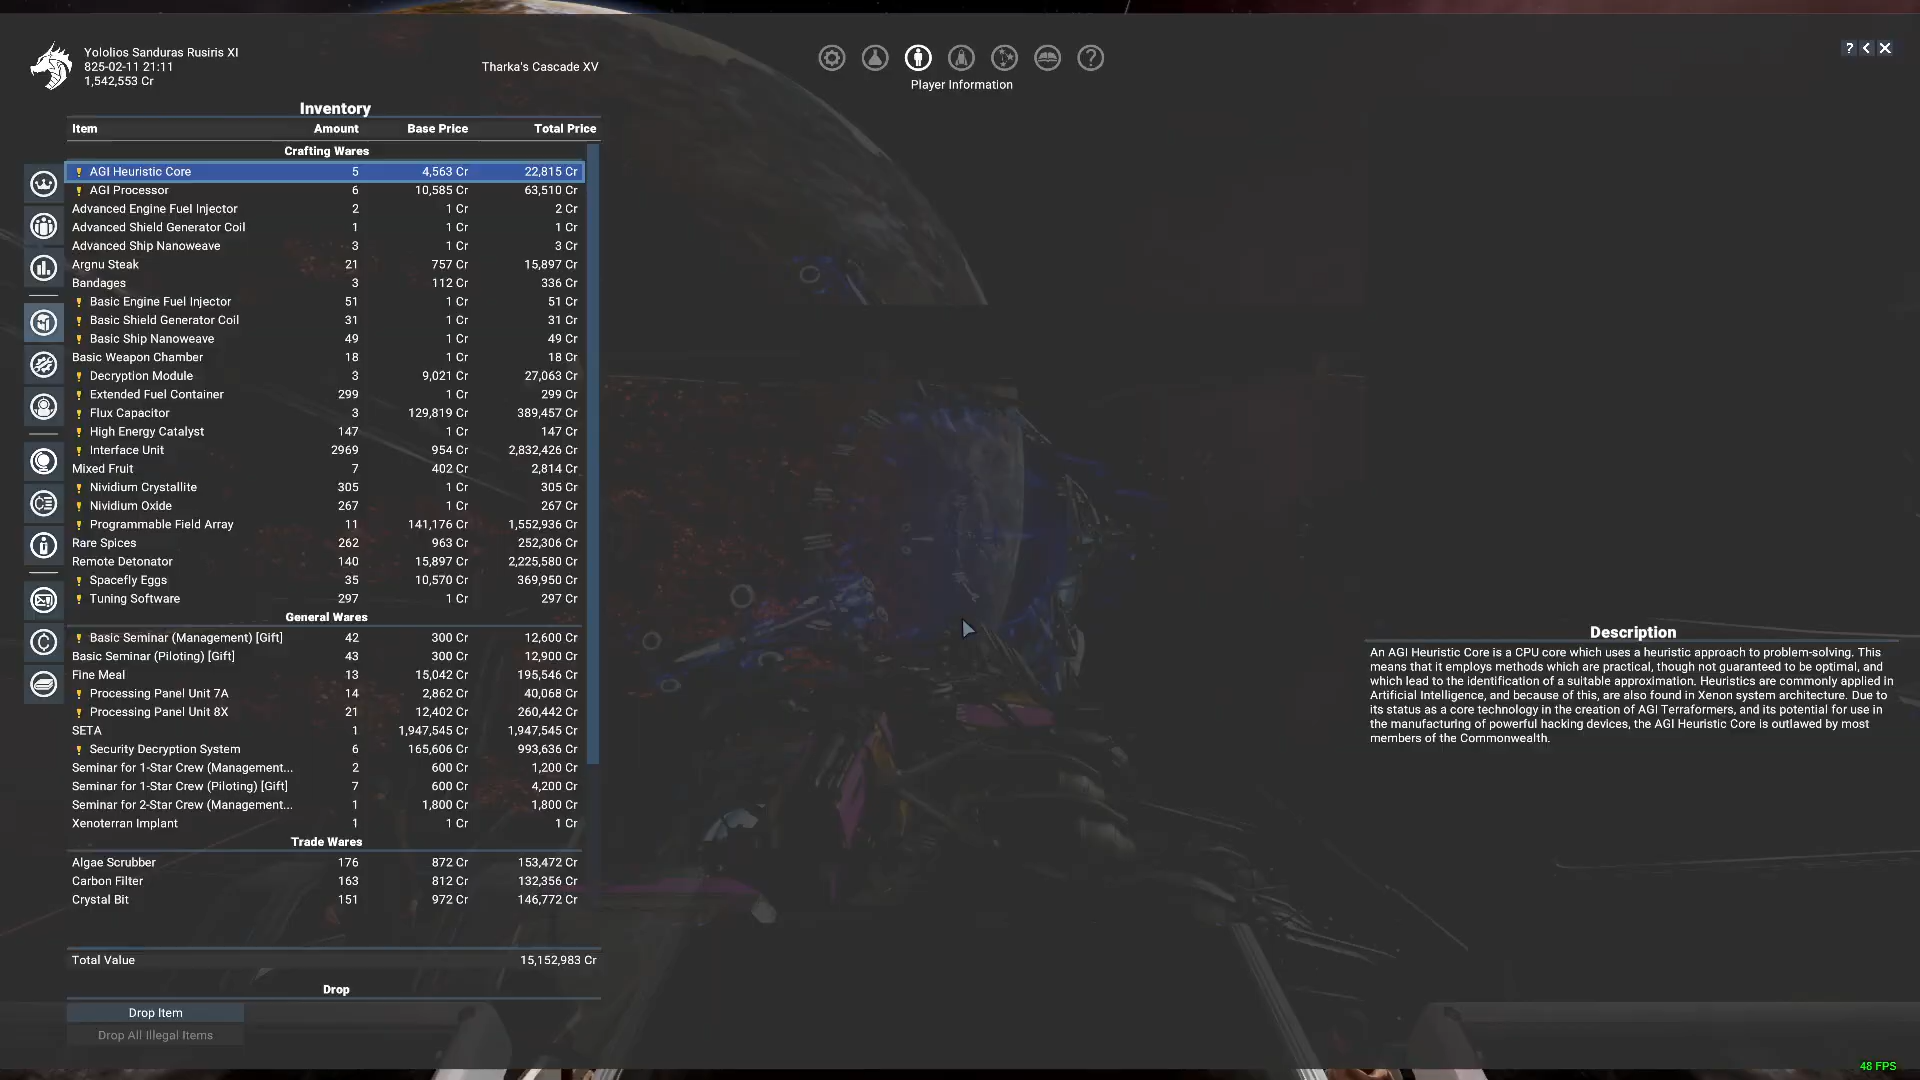 Yololios Sanduras Rusiris XI
825-02-11 21:11
1,542,553 Cr
Tharka's Cascade XV
Player Information
? < X
Inventory
Item Amount Base Price Total Price
Crafting Wares
AGI Heuristic Core 5 4,563 Cr 22,815 Cr
AGI Processor 6 10,585 Cr 63,510 Cr
Advanced Engine Fuel Injector 2 1 Cr 2 Cr
Advanced Shield Generator Coil 1 1 Cr 1 Cr
Advanced Ship Nanoweave 3 1 Cr 3 Cr
Argnu Steak 21 757 Cr 15,897 Cr
Bandages 3 112 Cr 336 Cr
Basic Engine Fuel Injector 51 1 Cr 51 Cr
Basic Shield Generator Coil 31 1 Cr 31 Cr
Basic Ship Nanoweave 49 1 Cr 49 Cr
Basic Weapon Chamber 18 1 Cr 18 Cr
Decryption Module 3 9,021 Cr 27,063 Cr
Extended Fuel Container 299 1 Cr 299 Cr
Flux Capacitor 3 129,819 Cr 389,457 Cr
High Energy Catalyst 147 1 Cr 147 Cr
Interface Unit 2969 954 Cr 2,832,426 Cr
Mixed Fruit 7 402 Cr 2,814 Cr
Nividium Crystallite 305 1 Cr 305 Cr
Nividium Oxide 267 1 Cr 267 Cr
Programmable Field Array 11 141,176 Cr 1,552,936 Cr
Rare Spices 262 963 Cr 252,306 Cr
Remote Detonator 140 15,897 Cr 2,225,580 Cr
Spacefly Eggs 35 10,570 Cr 369,950 Cr
Tuning Software 297 1 Cr 297 Cr
General Wares
Basic Seminar (Management) [Gift] 42 300 Cr 12,600 Cr
Basic Seminar (Piloting) [Gift] 43 300 Cr 12,900 Cr
Fine Meal 13 15,042 Cr 195,546 Cr
Processing Panel Unit 7A 14 2,862 Cr 40,068 Cr
Processing Panel Unit 8X 21 12,402 Cr 260,442 Cr
SETA 1 1,947,545 Cr 1,947,545 Cr
Security Decryption System 6 165,606 Cr 993,636 Cr
Seminar for 1-Star Crew (Management... 2 600 Cr 1,200 Cr
Seminar for 1-Star Crew (Piloting) [Gift] 7 600 Cr 4,200 Cr
Seminar for 2-Star Crew (Management... 1 1,800 Cr 1,800 Cr
Xenoterran Implant 1 1 Cr 1 Cr
Trade Wares
Algae Scrubber 176 872 Cr 153,472 Cr
Carbon Filter 163 812 Cr 132,356 Cr
Crystal Bit 151 972 Cr 146,772 Cr
Total Value 15,152,983 Cr
Drop
Drop Item
Drop All Illegal Items
Description
An AGI Heuristic Core is a CPU core which uses a heuristic approach to problem-solving. This
means that it employs methods which are practical, though not guaranteed to be optimal, and
which lead to the identification of a suitable approximation. Heuristics are commonly applied in
Artificial Intelligence, and because of this, are also found in Xenon system architecture. Due to
its status as a core technology in the creation of AGI Terraformers, and its potential for use in
the manufacturing of powerful hacking devices, the AGI Heuristic Core is outlawed by most
members of the Commonwealth.
48 FPS